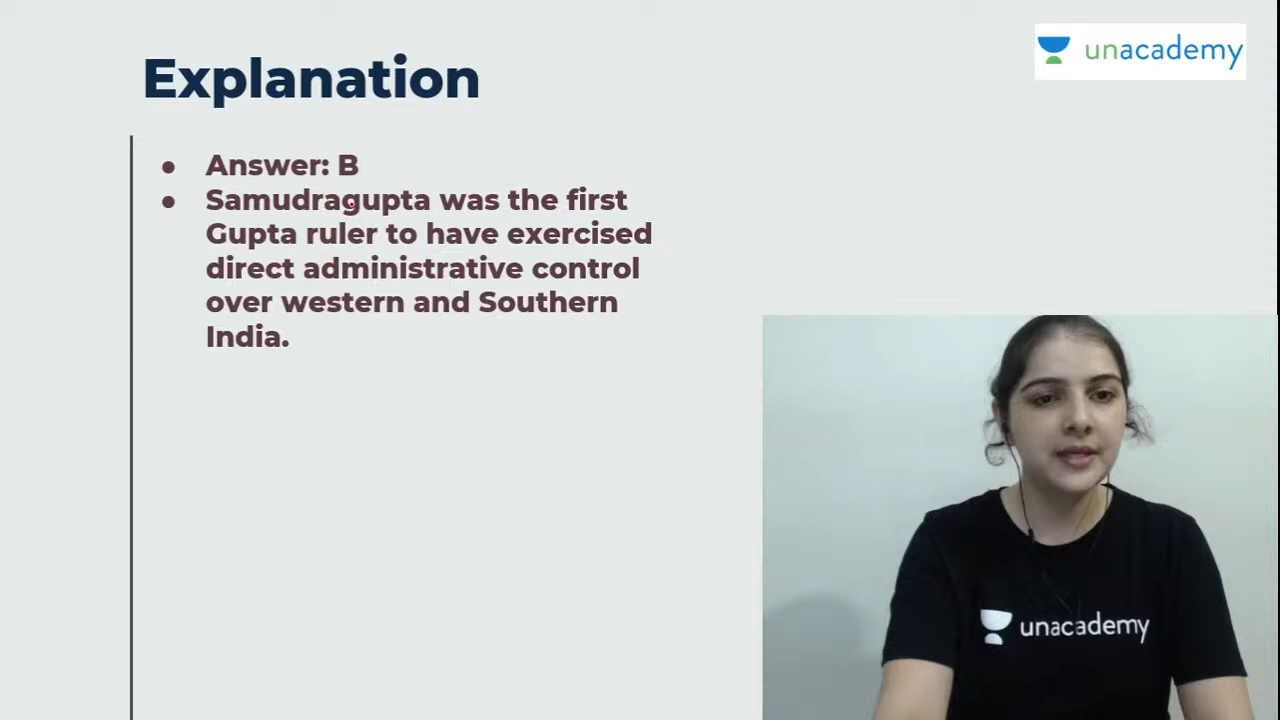 unacademy
Explanation
● Answer: B
● Samudragupta was the first
Gupta ruler to have exercised
direct administrative control
over western and Southern
India.
unacademy